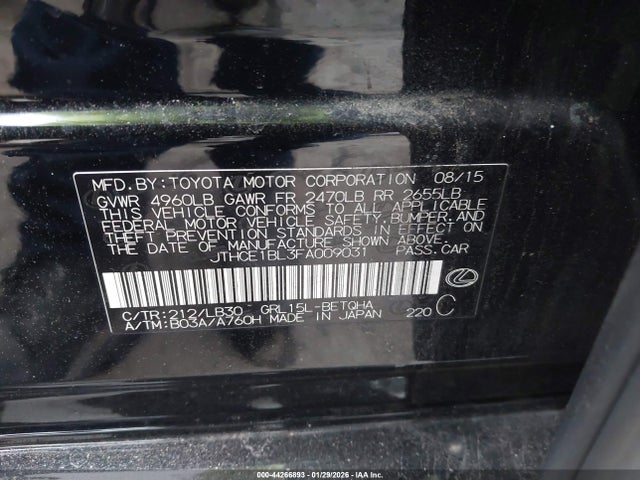 MFD.BY:TOYOTA MOTOR CORPORATION 08/15
GVWR 4960LB GAWR FR 2470LB RR 2655LB
THIS VEHICLE CONFORMS TO ALL APPLICABLE
FEDERAL MOTOR VEHICLE SAFETY,BUMPER,AND
THEFT PREVENTION STANDARDS IN EFFECT ON
THE DATE OF MANUFACTURE SHOWN ABOVE.
JTHCE1BL3FA009031 PASS.CAR
C/TR:212/LB30 GRL15L-BETQHA
A/TM:B03A/A760H MADE IN JAPAN 220 C
000-44266893 - 01/29/2026 - IAA Inc.